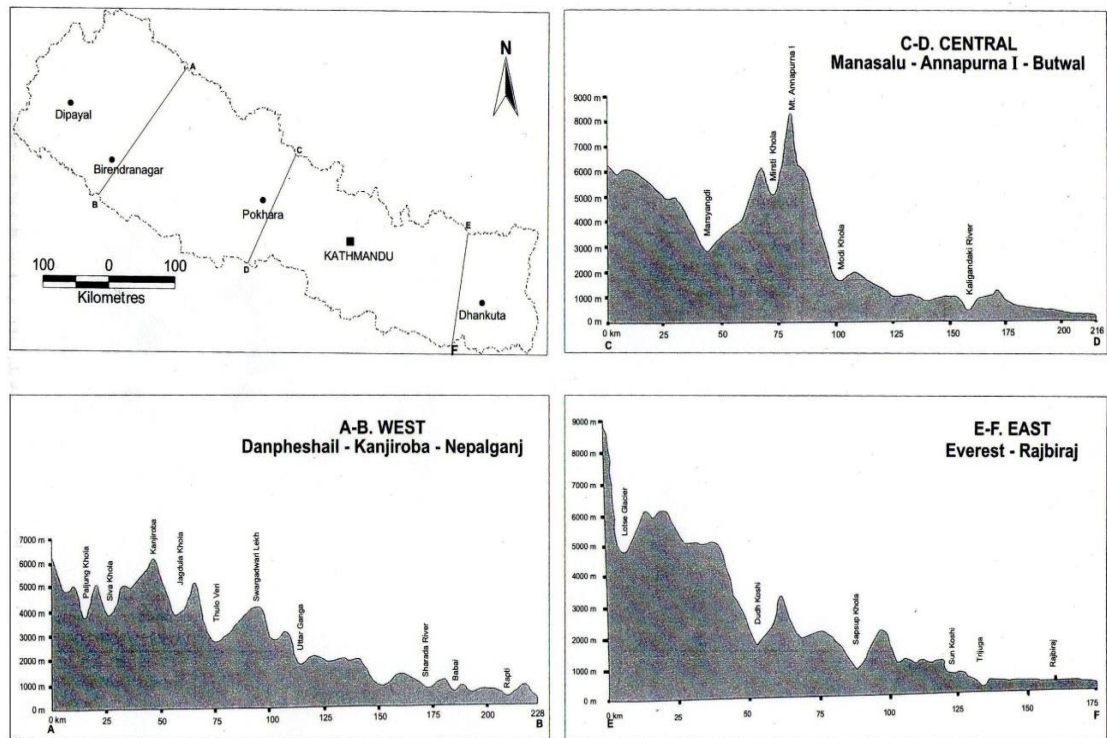 N
A
Dipayal
Birendranagar
B
C
Pokhara
D
KATHMANDU
E
Dhankuta
F
100 0 100
Kilometres
C-D. CENTRAL
Manasalu - Annapurna I - Butwal
9000 m
8000 m
7000 m
6000 m
5000 m
4000 m
3000 m
2000 m
1000 m
0 m
Marsyangdi
Mirsti Khola
Mt. Annapurna I
Modi Khola
Kaligandaki River
0 km 25 50 75 100 125 150 175 200 216
C D
A-B. WEST
Danpheshail - Kanjiroba - Nepalganj
7000 m
6000 m
5000 m
4000 m
3000 m
2000 m
1000 m
0 m
Paljung Khola
Siva Khola
Kanjiroba
Jagdula Khola
Thulo Veri
Swargadwari Lekh
Uttar Ganga
Sharada River
Babai
Rapti
0 km 25 50 75 100 125 150 175 200 228
A B
E-F. EAST
Everest - Rajbiraj
9000 m
8000 m
7000 m
6000 m
5000 m
4000 m
3000 m
2000 m
1000 m
0 m
Lotse Glacier
Dudh Koshi
Sapsup Khola
Sun Koshi
Trijuga
Rajbiraj
0 km 25 50 75 100 125 150 175
E F